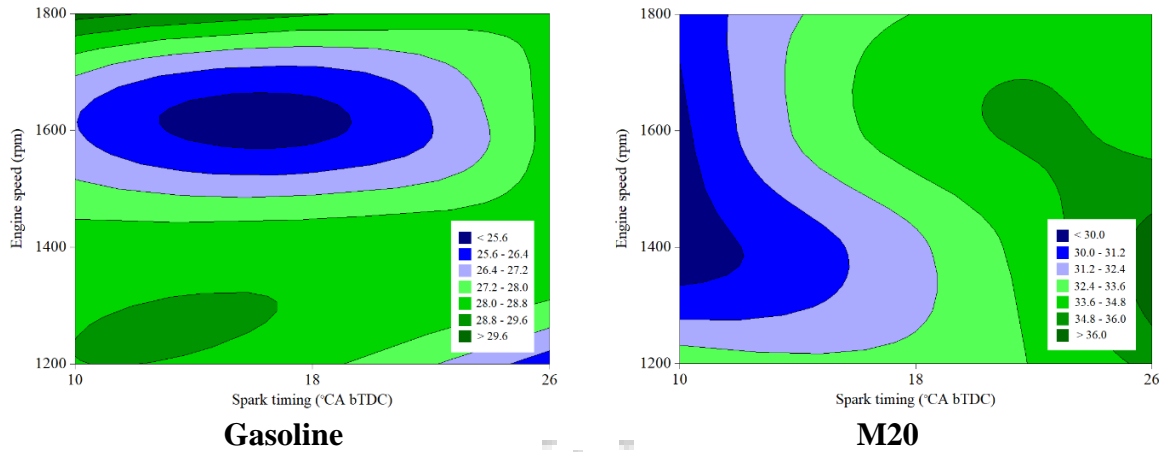 1800
1600
1400
1200
Engine speed (rpm)
10
18
26
Spark timing (°CA bTDC)
< 25.6
25.6 - 26.4
26.4 - 27.2
27.2 - 28.0
28.0 - 28.8
28.8 - 29.6
> 29.6
Gasoline
1800
1600
1400
1200
Engine speed (rpm)
10
18
26
Spark timing (°CA bTDC)
< 30.0
30.0 - 31.2
31.2 - 32.4
32.4 - 33.6
33.6 - 34.8
34.8 - 36.0
> 36.0
M20